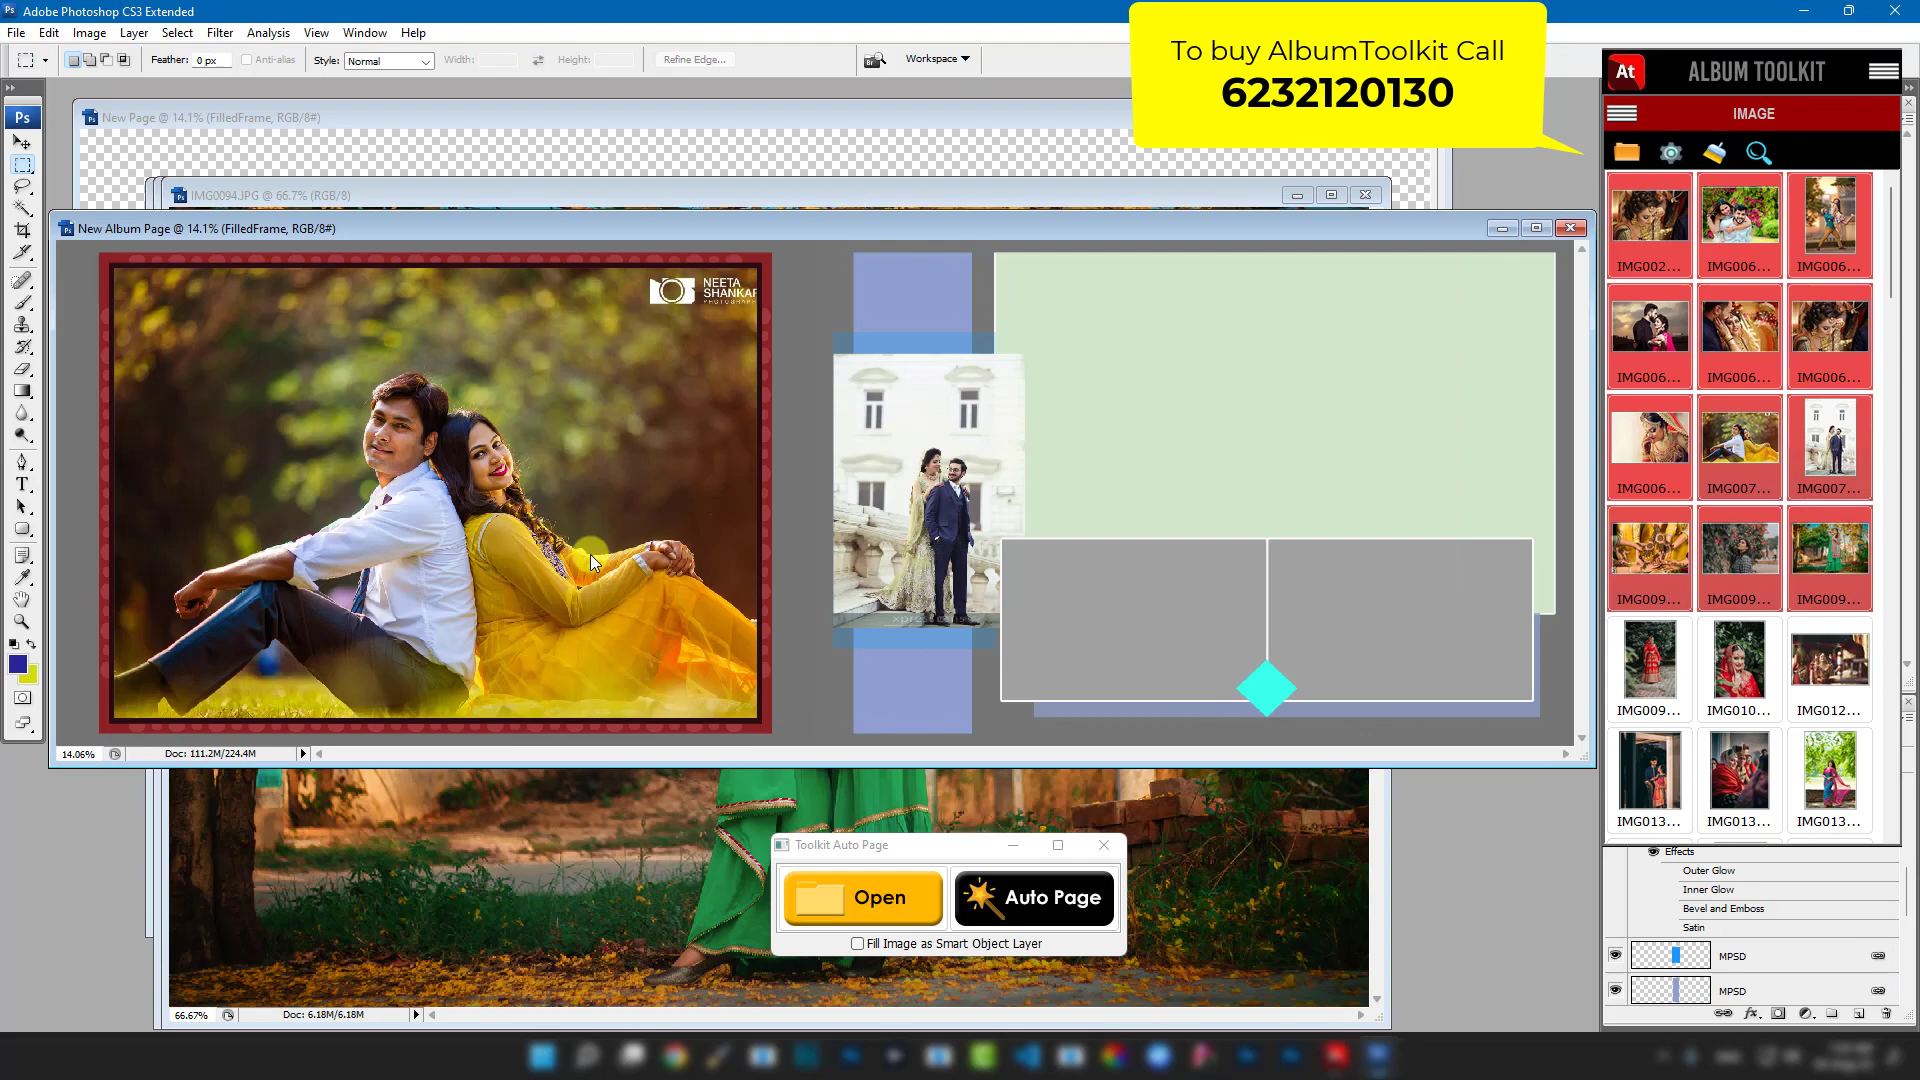 Ps Adobe Photoshop CS3 Extended
File Edit Image Layer Select Filter Analysis View Window Help
Feather: 0 px Anti-alias Style: Normal Width: Height: Refine Edge... Br Workspace
To buy AlbumToolkit Call
6232120130
At ALBUM TOOLKIT
IMAGE
Ps
New Page @ 14.1% (FilledFrame, RGB/8#)
IMG0094.JPG @ 66.7% (RGB/8)
New Album Page @ 14.1% (FilledFrame, RGB/8#)
NEETA
SHANKAR
PHOTOGRAPH
IMG002... IMG006... IMG006...
IMG006... IMG006... IMG006...
IMG006... IMG007... IMG007...
IMG009... IMG009... IMG009...
IMG009... IMG010... IMG012...
IMG013... IMG013... IMG013...
14.06% Doc: 111.2M/224.4M
Toolkit Auto Page
Open
Auto Page
Fill Image as Smart Object Layer
66.67% Doc: 6.18M/6.18M
Effects
Outer Glow
Inner Glow
Bevel and Emboss
Satin
MPSD
MPSD
fx